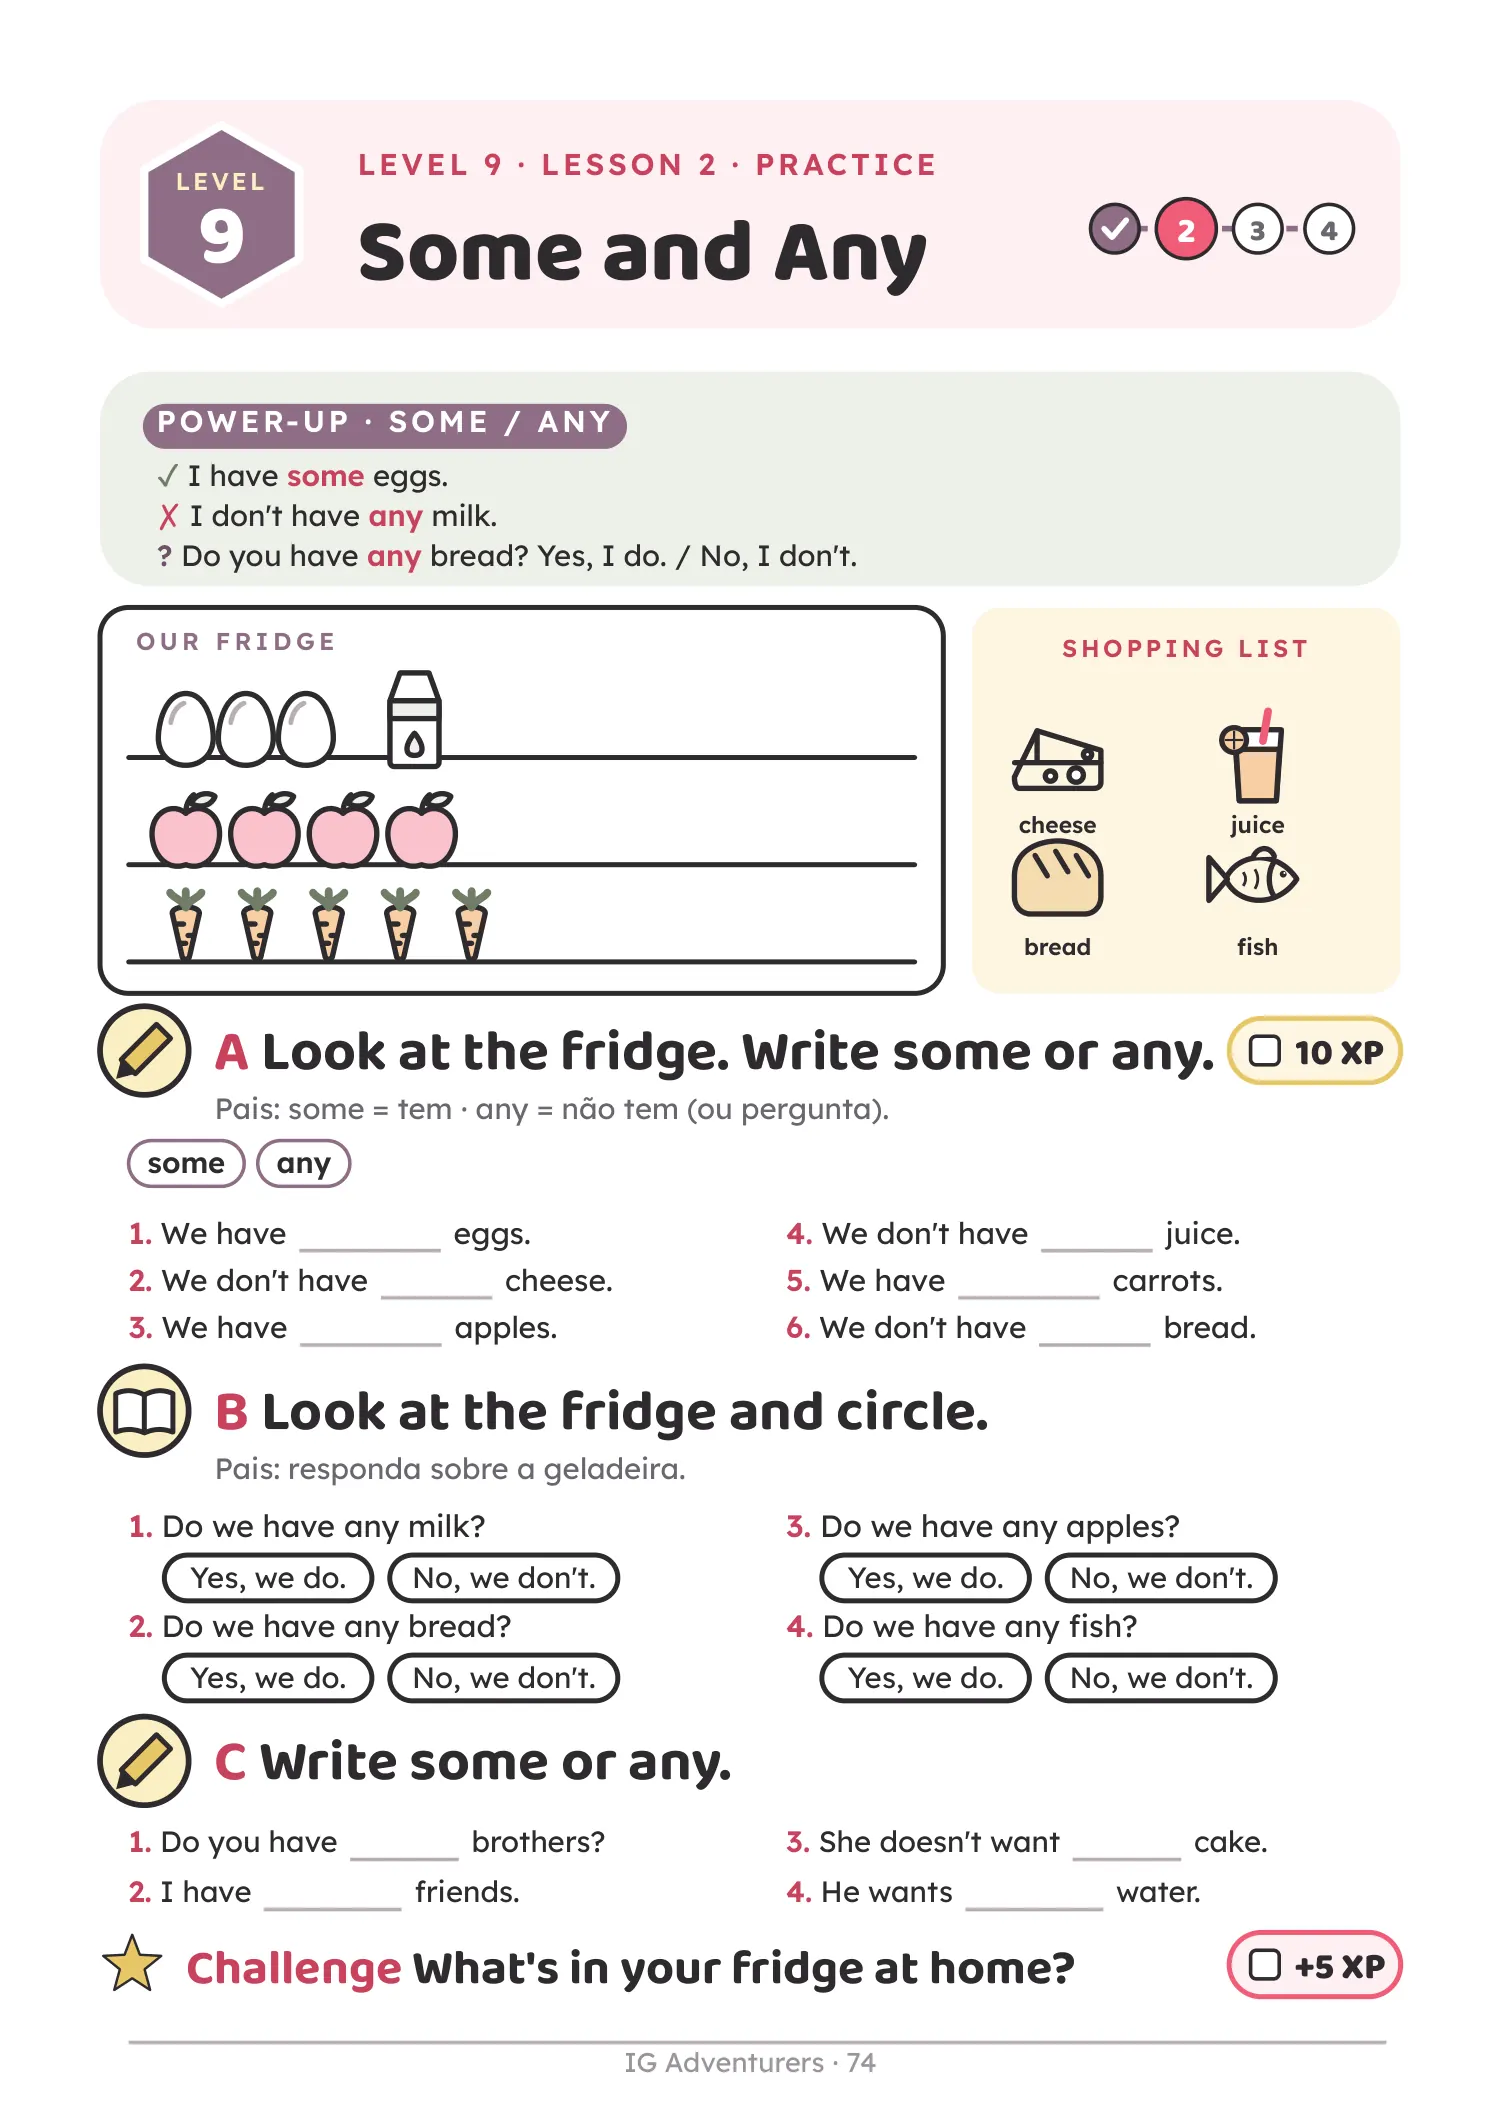 LEVEL
9
LEVEL 9 · LESSON 2 · PRACTICE
Some and Any
2
3
4
POWER-UP · SOME / ANY
✓ I have some eggs.
✗ I don't have any milk.
? Do you have any bread? Yes, I do. / No, I don't.
OUR FRIDGE
SHOPPING LIST
cheese
juice
bread
fish
A Look at the fridge. Write some or any.
10 XP
Pais: some = tem · any = não tem (ou pergunta).
some
any
1. We have ________ eggs.
2. We don't have ______ cheese.
3. We have ________ apples.
4. We don't have ______ juice.
5. We have ________ carrots.
6. We don't have ______ bread.
B Look at the fridge and circle.
Pais: responda sobre a geladeira.
1. Do we have any milk?
Yes, we do. No, we don't.
2. Do we have any bread?
Yes, we do. No, we don't.
3. Do we have any apples?
Yes, we do. No, we don't.
4. Do we have any fish?
Yes, we do. No, we don't.
C Write some or any.
1. Do you have ______ brothers?
2. I have ________ friends.
3. She doesn't want ______ cake.
4. He wants ________ water.
Challenge What's in your fridge at home?
+5 XP
IG Adventurers · 74